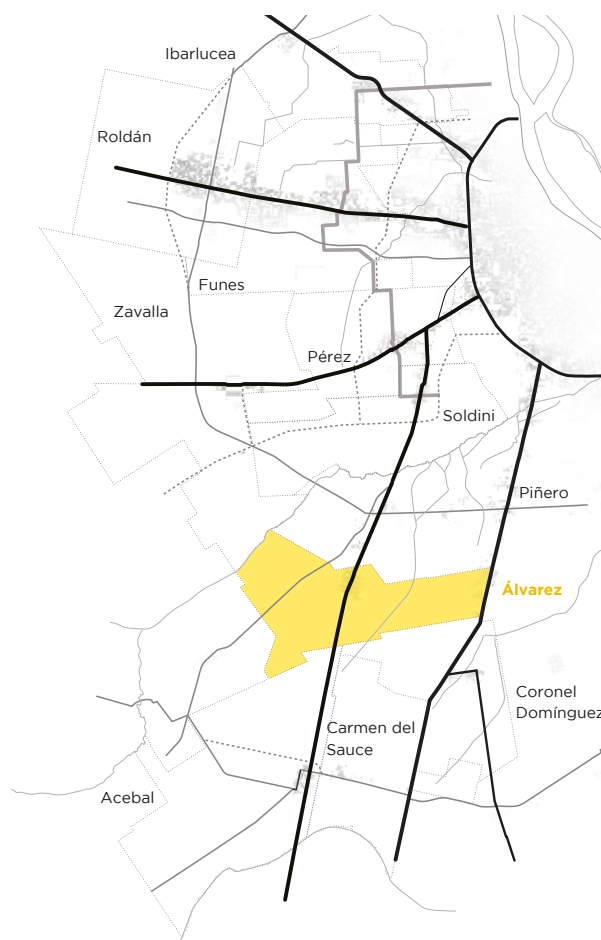 Ibarlucea
Roldán
Funes
Zavalla
Pérez
Soldini
Piñero
Álvarez
Coronel
Domínguez
Carmen del
Sauce
Acebal